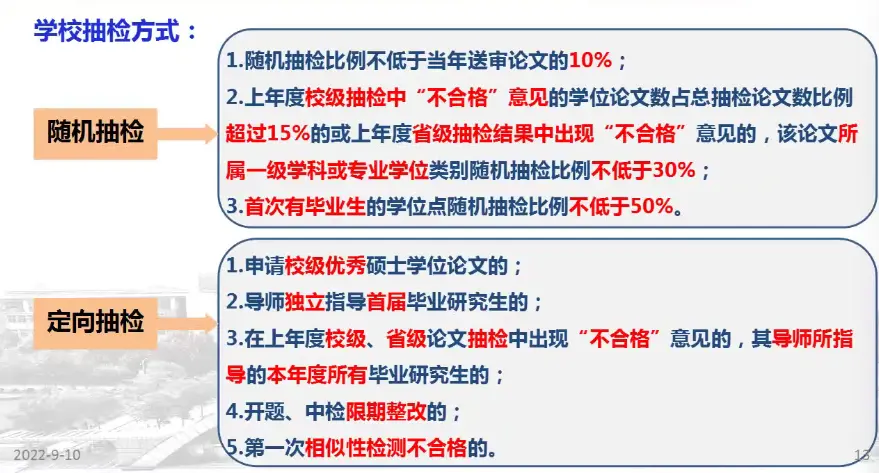 学校抽检方式：
随机抽检
1.随机抽检比例不低于当年送审论文的10%；
2.上年度校级抽检中“不合格”意见的学位论文数占总抽检论文数比例
超过15%的或上年度省级抽检结果中出现“不合格”意见的，该论文所
属一级学科或专业学位类别随机抽检比例不低于30%；
3.首次有毕业生的学位点随机抽检比例不低于50%。
定向抽检
1.申请校级优秀硕士学位论文的；
2.导师独立指导首届毕业研究生的；
3.在上年度校级、省级论文抽检中出现“不合格”意见的，其导师所指
导的本年度所有毕业研究生的；
4.开题、中检限期整改的；
5.第一次相似性检测不合格的。
2022-9-10
13